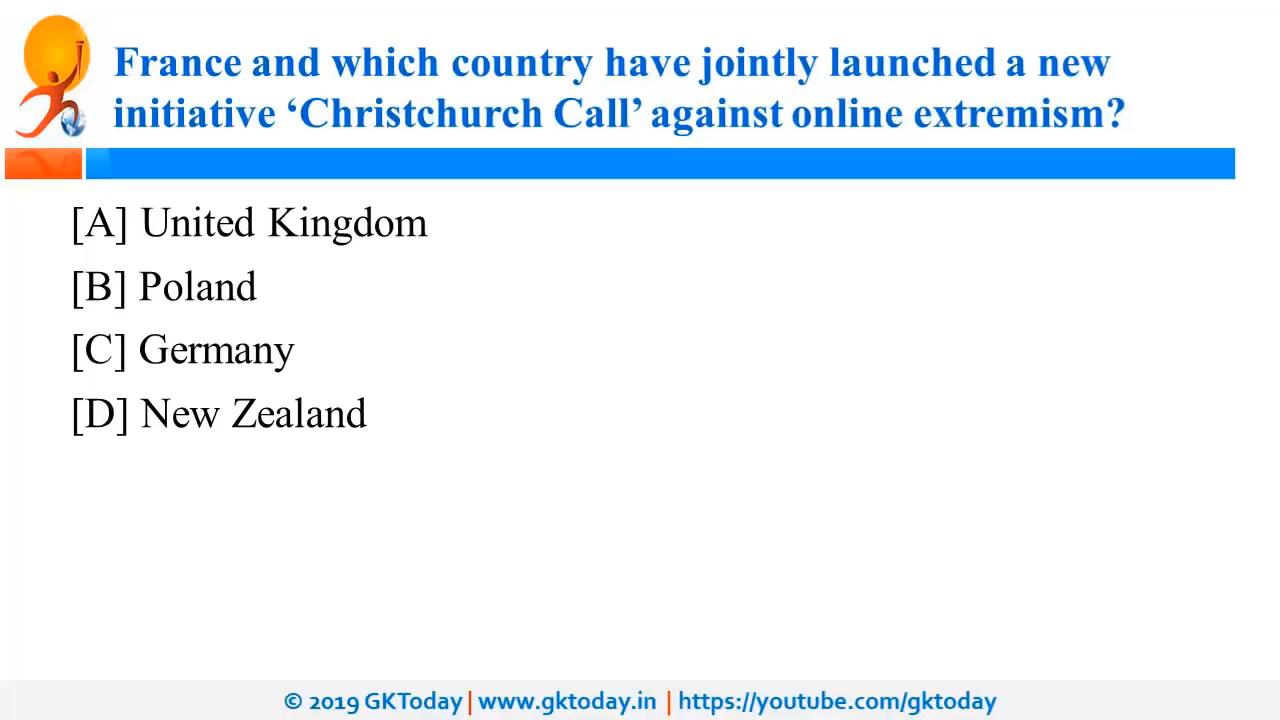 France and which country have jointly launched a new
initiative ‘Christchurch Call’ against online extremism?
[A] United Kingdom
[B] Poland
[C] Germany
[D] New Zealand
© 2019 GKToday | www.gktoday.in | https://youtube.com/gktoday